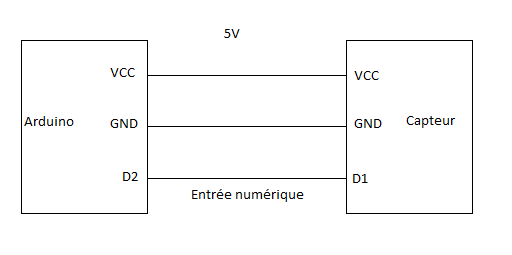 5V
VCC
VCC
Arduino
GND
GND
Capteur
D2
D1
Entrée numérique